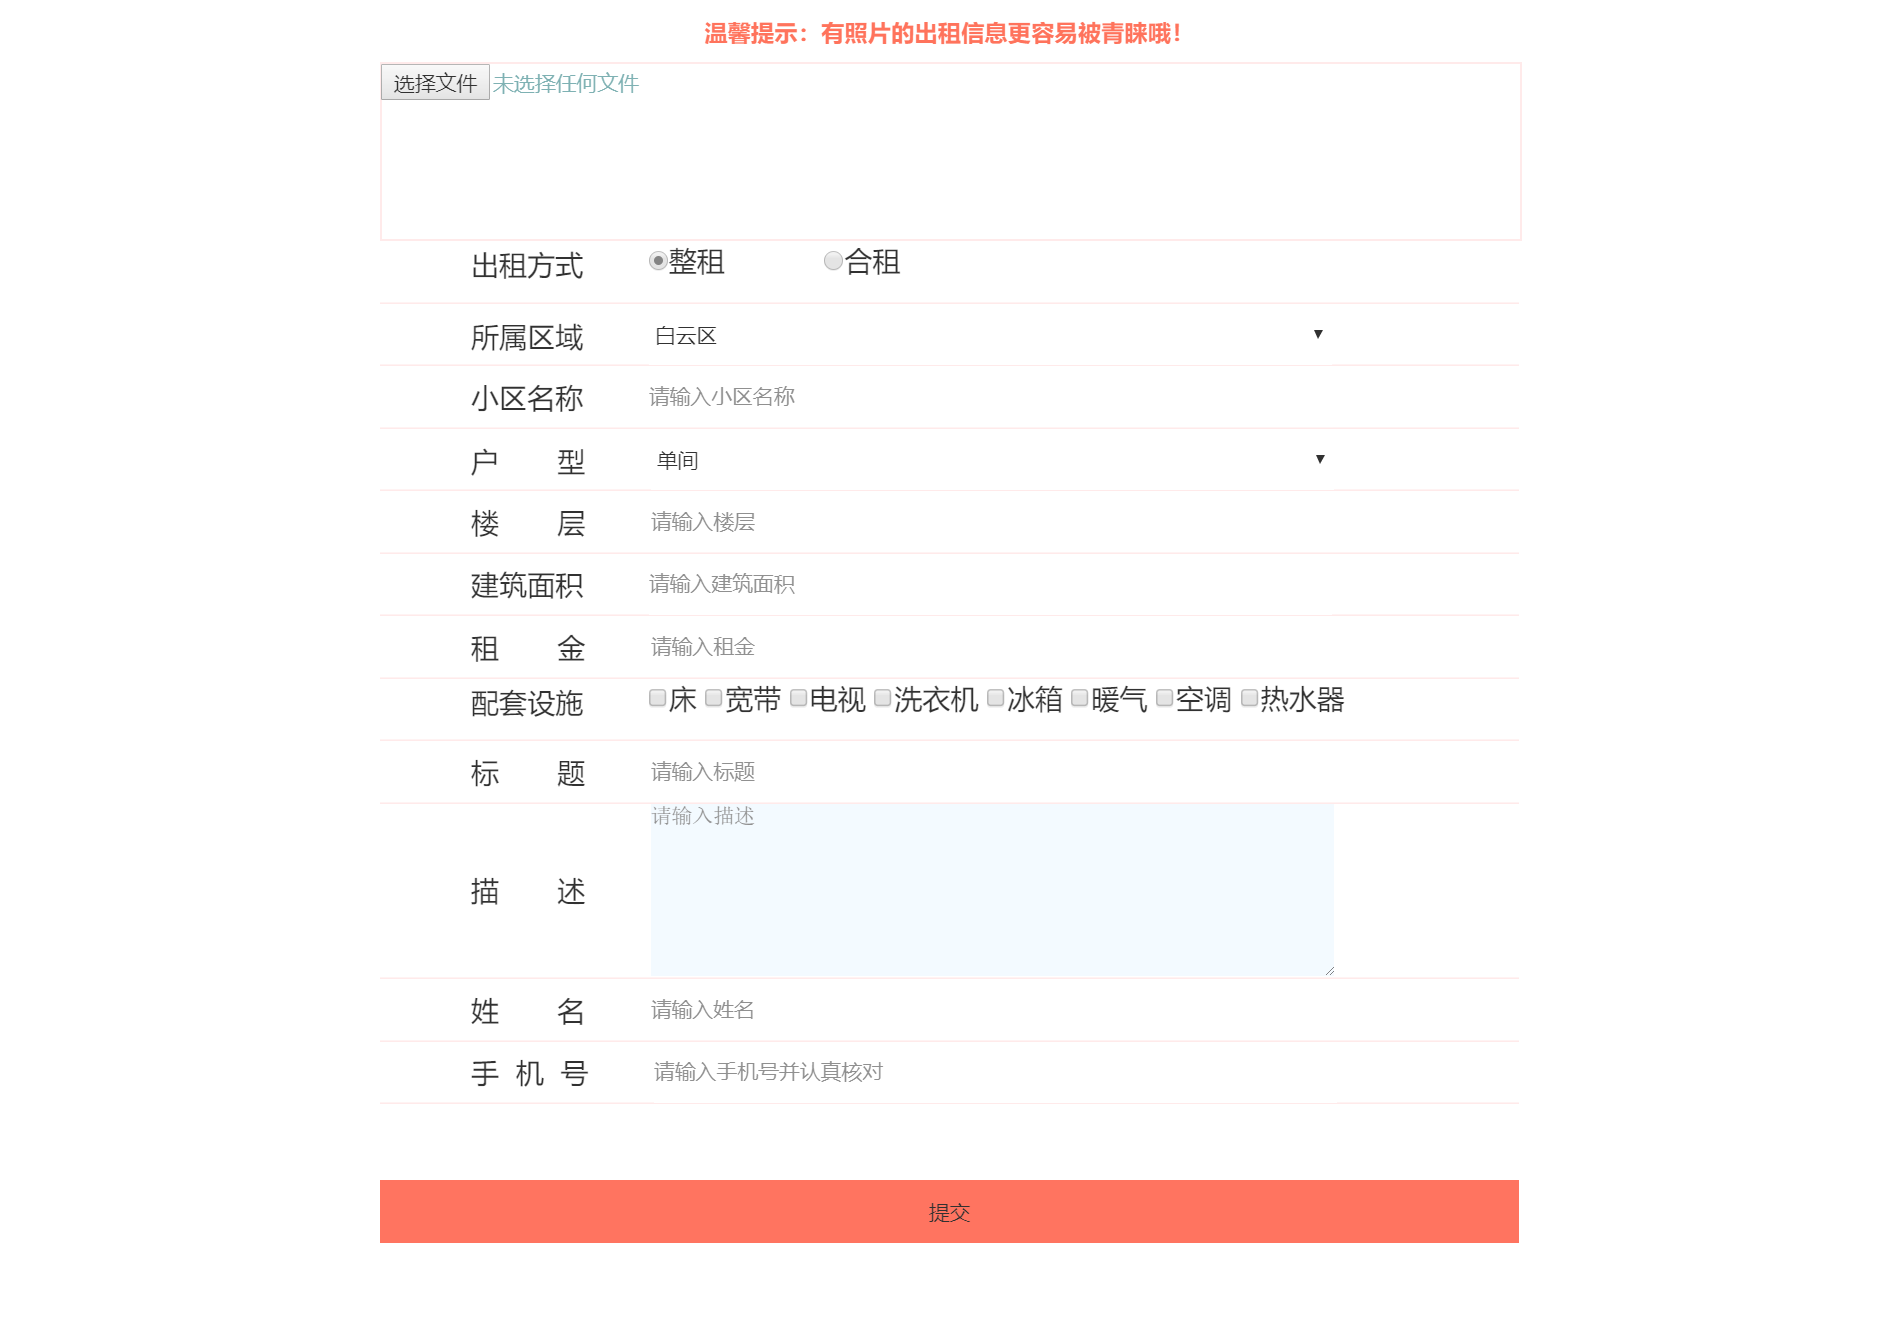 温馨提示：有照片的出租信息更容易被青睐哦！
选择文件 未选择任何文件
出租方式 整租 合租
所属区域 白云区
小区名称 请输入小区名称
户 型 单间
楼 层 请输入楼层
建筑面积 请输入建筑面积
租 金 请输入租金
配套设施 床 宽带 电视 洗衣机 冰箱 暖气 空调 热水器
标 题 请输入标题
描 述 请输入描述
姓 名 请输入姓名
手 机 号 请输入手机号并认真核对
提交